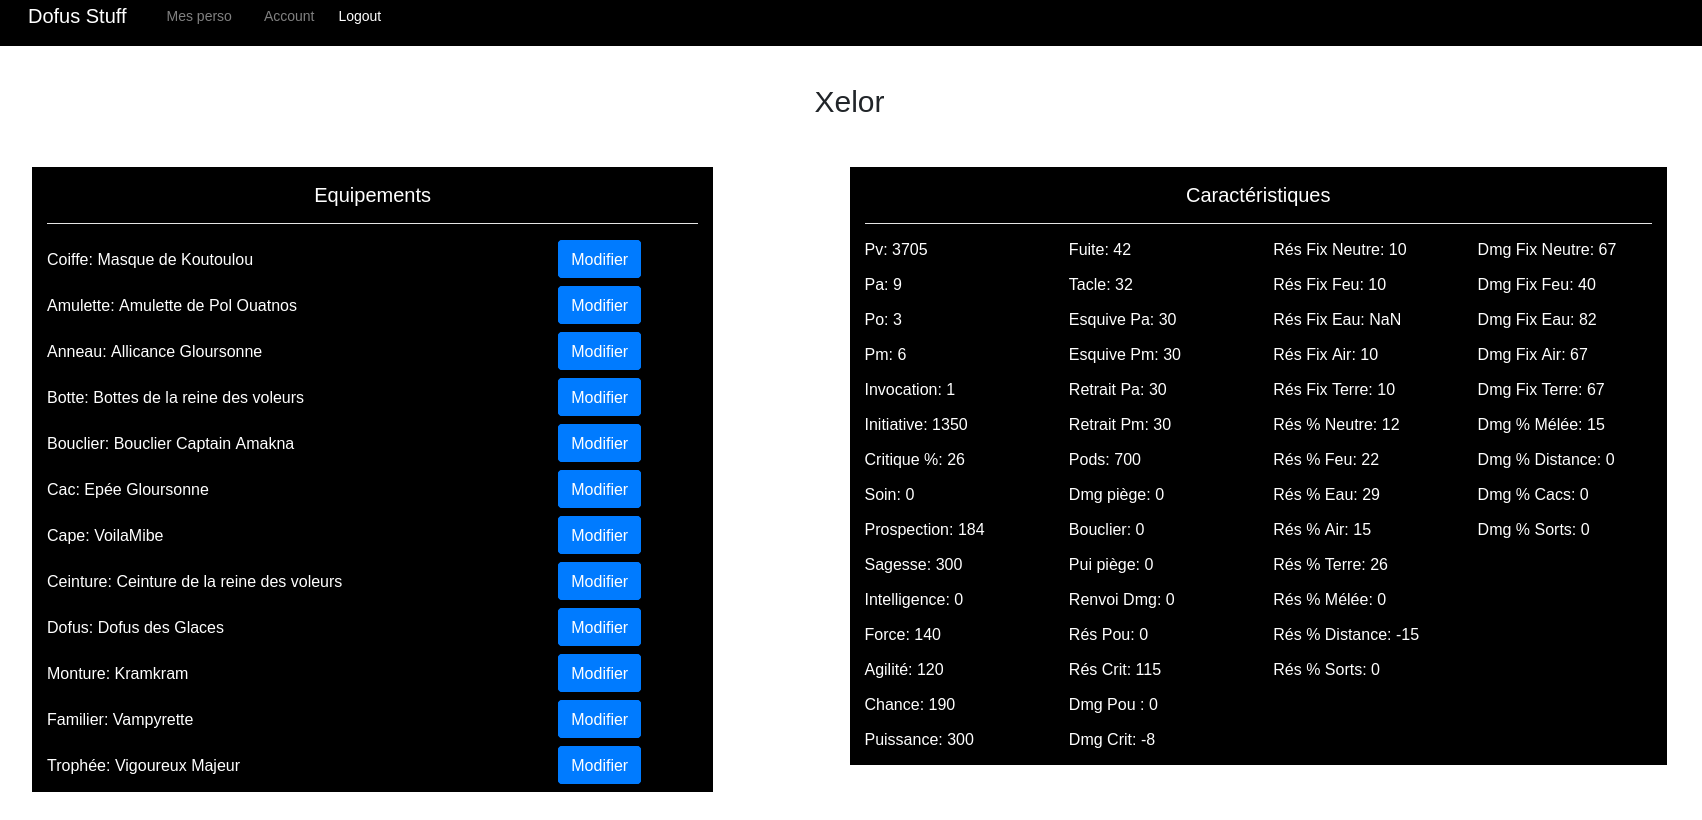 Dofus Stuff Mes perso Account Logout
Xelor
Equipements
Coiffe: Masque de Koutoulou Modifier
Amulette: Amulette de Pol Ouatnos Modifier
Anneau: Allicance Gloursonne Modifier
Botte: Bottes de la reine des voleurs Modifier
Bouclier: Bouclier Captain Amakna Modifier
Cac: Epée Gloursonne Modifier
Cape: VoilaMibe Modifier
Ceinture: Ceinture de la reine des voleurs Modifier
Dofus: Dofus des Glaces Modifier
Monture: Kramkram Modifier
Familier: Vampyrette Modifier
Trophée: Vigoureux Majeur Modifier
Caractéristiques
Pv: 3705
Pa: 9
Po: 3
Pm: 6
Invocation: 1
Initiative: 1350
Critique %: 26
Soin: 0
Prospection: 184
Sagesse: 300
Intelligence: 0
Force: 140
Agilité: 120
Chance: 190
Puissance: 300
Fuite: 42
Tacle: 32
Esquive Pa: 30
Esquive Pm: 30
Retrait Pa: 30
Retrait Pm: 30
Pods: 700
Dmg piège: 0
Bouclier: 0
Pui piège: 0
Renvoi Dmg: 0
Rés Pou: 0
Rés Crit: 115
Dmg Pou : 0
Dmg Crit: -8
Rés Fix Neutre: 10
Rés Fix Feu: 10
Rés Fix Eau: NaN
Rés Fix Air: 10
Rés Fix Terre: 10
Rés % Neutre: 12
Rés % Feu: 22
Rés % Eau: 29
Rés % Air: 15
Rés % Terre: 26
Rés % Mélée: 0
Rés % Distance: -15
Rés % Sorts: 0
Dmg Fix Neutre: 67
Dmg Fix Feu: 40
Dmg Fix Eau: 82
Dmg Fix Air: 67
Dmg Fix Terre: 67
Dmg % Mélée: 15
Dmg % Distance: 0
Dmg % Cacs: 0
Dmg % Sorts: 0